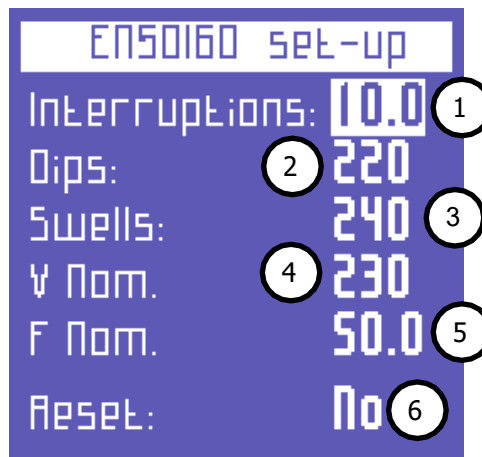 EN50160 set-up
Interruptions: 10.0 1
Dips: 2 220
Swells: 240 3
V Nom. 4 230
F Nom. 50.0 5
Reset: No 6